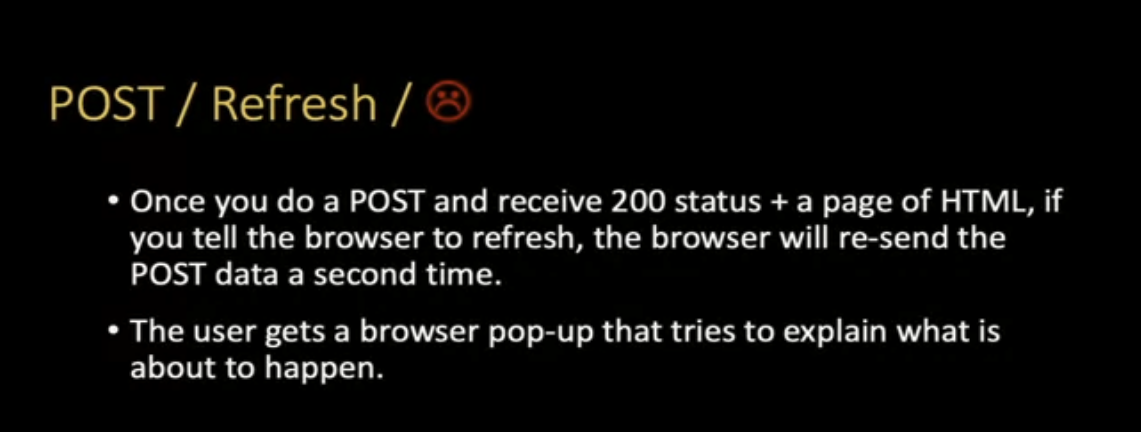 POST / Refresh / ☹
• Once you do a POST and receive 200 status + a page of HTML, if
you tell the browser to refresh, the browser will re-send the
POST data a second time.
• The user gets a browser pop-up that tries to explain what is
about to happen.